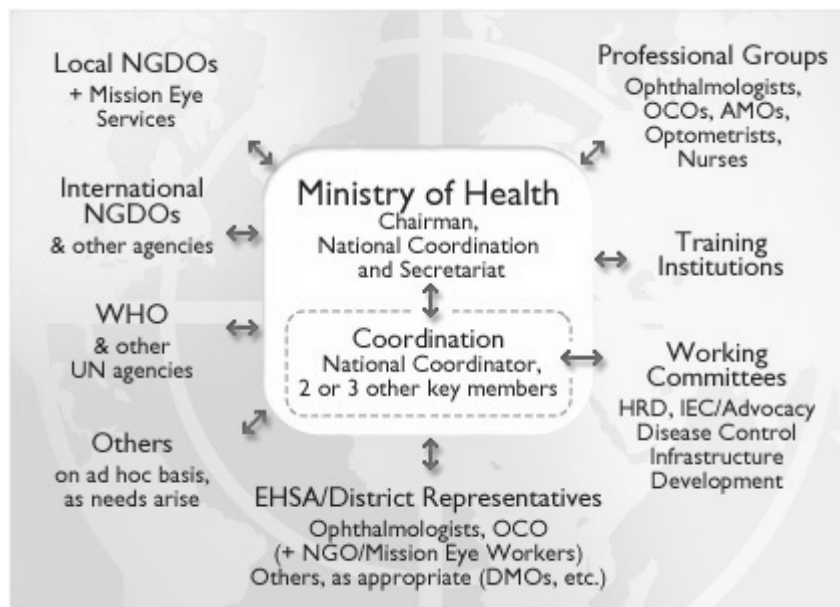 Local NGDOs
+ Mission Eye
Services
International
NGDOs
& other agencies
WHO
& other
UN agencies
Others
on ad hoc basis,
as needs arise
Ministry of Health
Chairman,
National Coordination
and Secretariat
Coordination
National Coordinator,
2 or 3 other key members
EHSA/District Representatives
Ophthalmologists, OCO
(+ NGO/Mission Eye Workers)
Others, as appropriate (DMOs, etc.)
Professional Groups
Ophthalmologists,
OCOs, AMOs,
Optometrists,
Nurses
Training
Institutions
Working
Committees
HRD, IEC/Advocacy
Disease Control
Infrastructure
Development